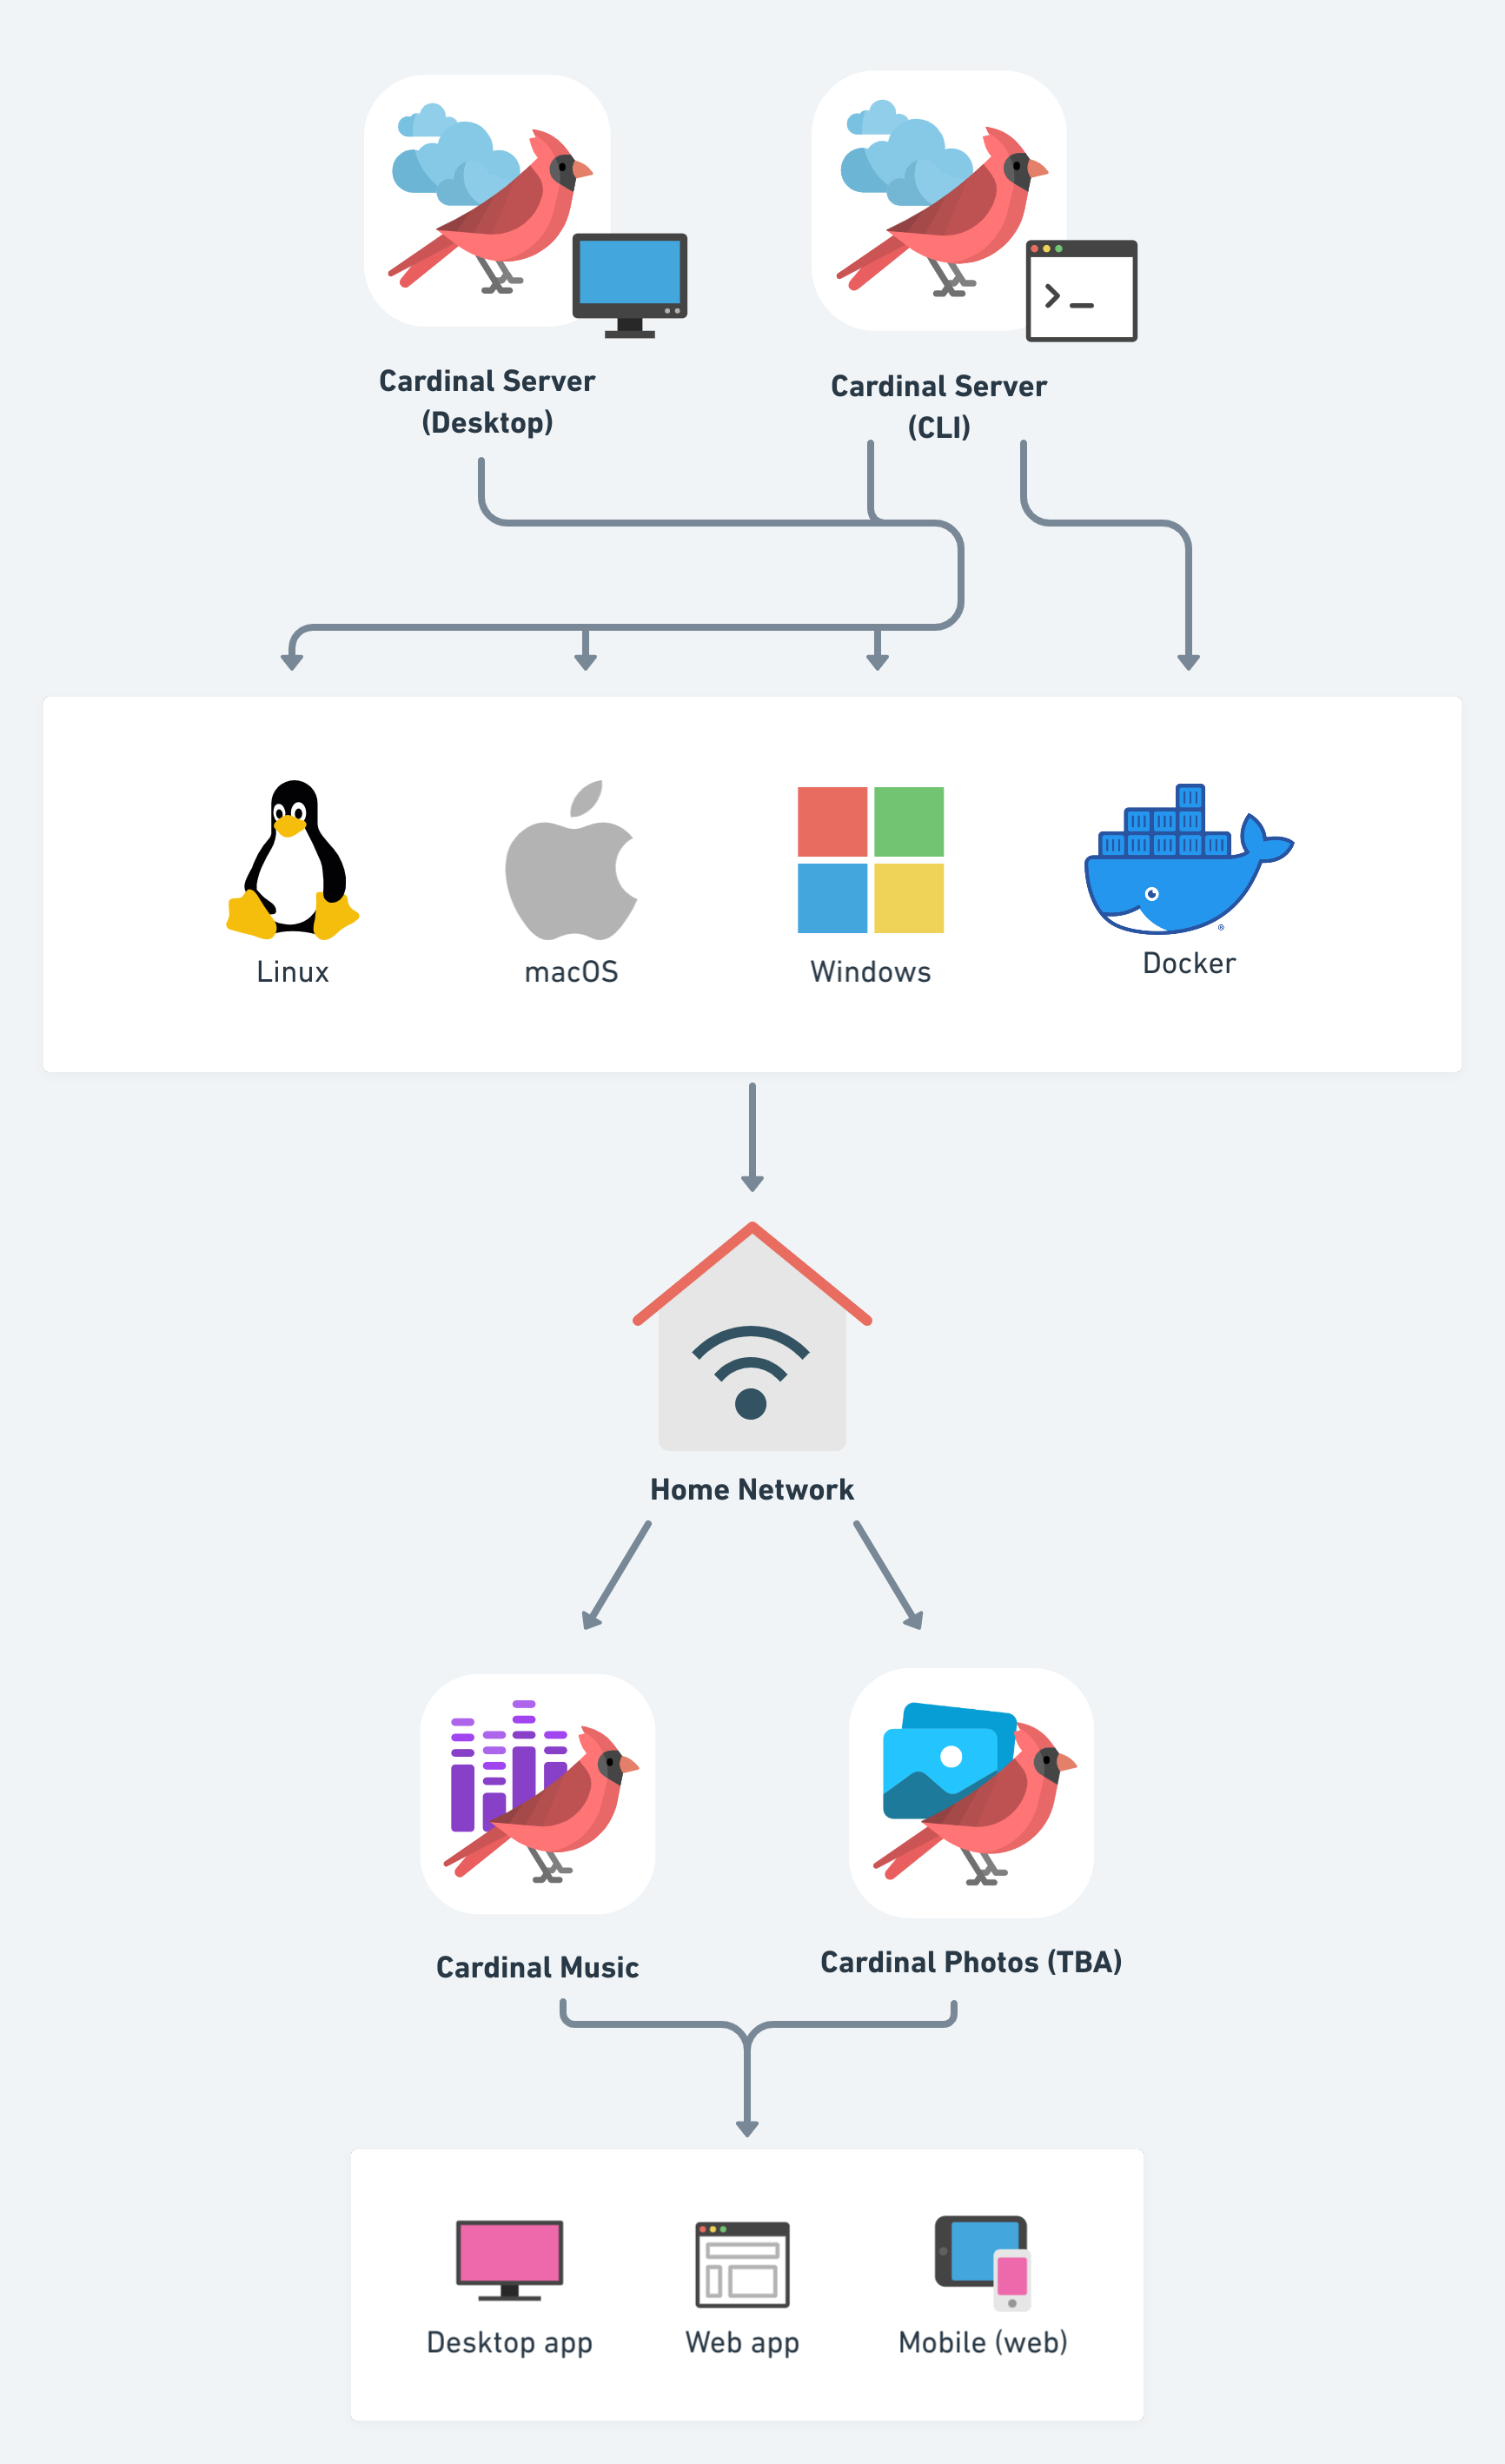 Cardinal Server
(Desktop)
Cardinal Server
(CLI)
Linux
macOS
Windows
Docker
®
Home Network
Cardinal Music
Cardinal Photos (TBA)
Desktop app
Web app
Mobile (web)